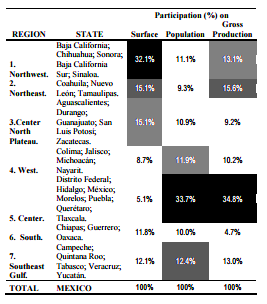 Participation (%) on
REGION STATE Surface Population Gross Production
Baja California;
Chihuahua; Sonora;
1. Baja California 32.1% 11.1% 13.1%
Northwest. Sur; Sinaloa.
2. Coahuila; Nuevo 15.1% 9.3% 15.6%
Northeast. León; Tamaulipas.
Aguascalientes;
Durango;
3.Center Guanajuato; San 15.1% 10.9% 9.2%
North Luis Potosí;
Plateau. Zacatecas.
Colima; Jalisco;
Michoacán; 8.7% 11.9% 10.2%
4. West. Nayarit.
Distrito Federal;
Hidalgo; México;
Morelos; Puebla; 5.1% 33.7% 34.8%
Querétaro;
5. Center. Tlaxcala.
Chiapas; Guerrero; 11.8% 10.0% 4.7%
6. South. Oaxaca.
Campeche;
7. Quintana Roo; 12.1% 12.4% 13.0%
Southeast Tabasco; Veracruz;
Gulf. Yucatán.
TOTAL MEXICO 100% 100% 100%